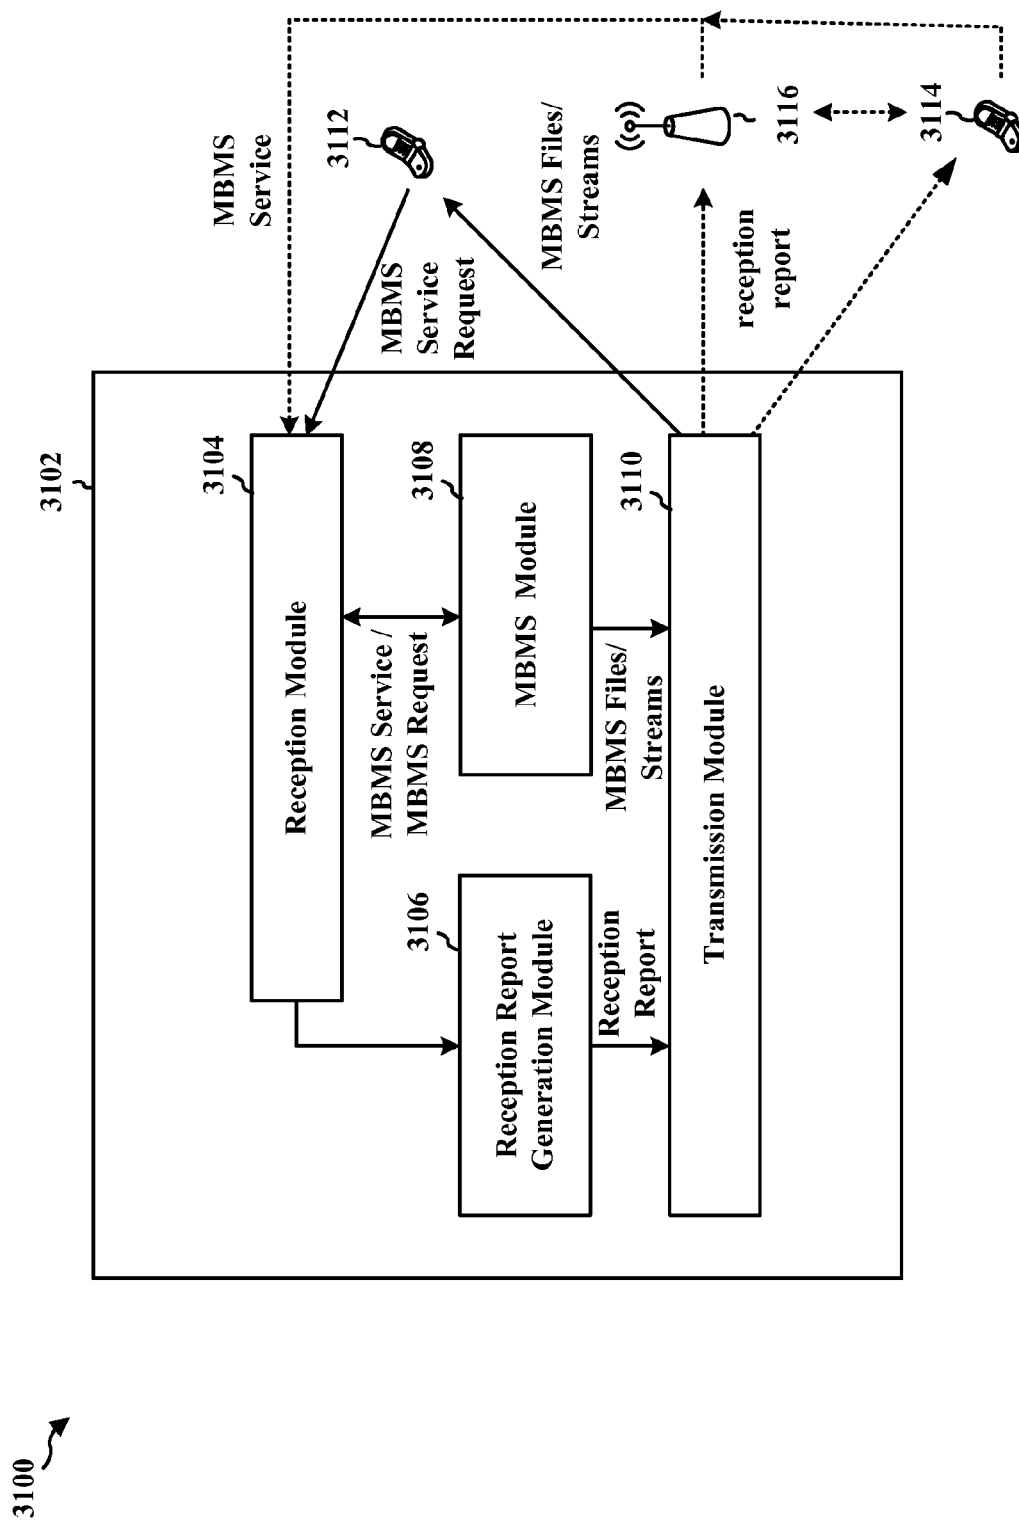 3100
3102
3104
Reception Module
MBMS Service /
MBMS Request
3106
Reception Report
Generation Module
Reception
Report
3108
MBMS Module
MBMS Files/
Streams
3110
Transmission Module
MBMS
Service
3112
MBMS
Service
Request
MBMS Files/
Streams
reception
report
3116
3114